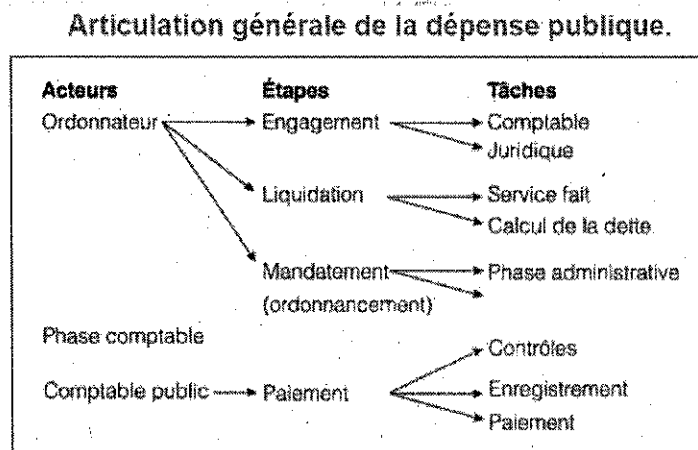 Articulation générale de la dépense publique.
Acteurs Étapes Tâches
Ordonnateur Engagement Comptable
Juridique
Liquidation Service fait
Calcul de la dette
Mandatement Phase administrative
(ordonnancement)
Phase comptable
Contrôles
Comptable public Paiement Enregistrement
Paiement